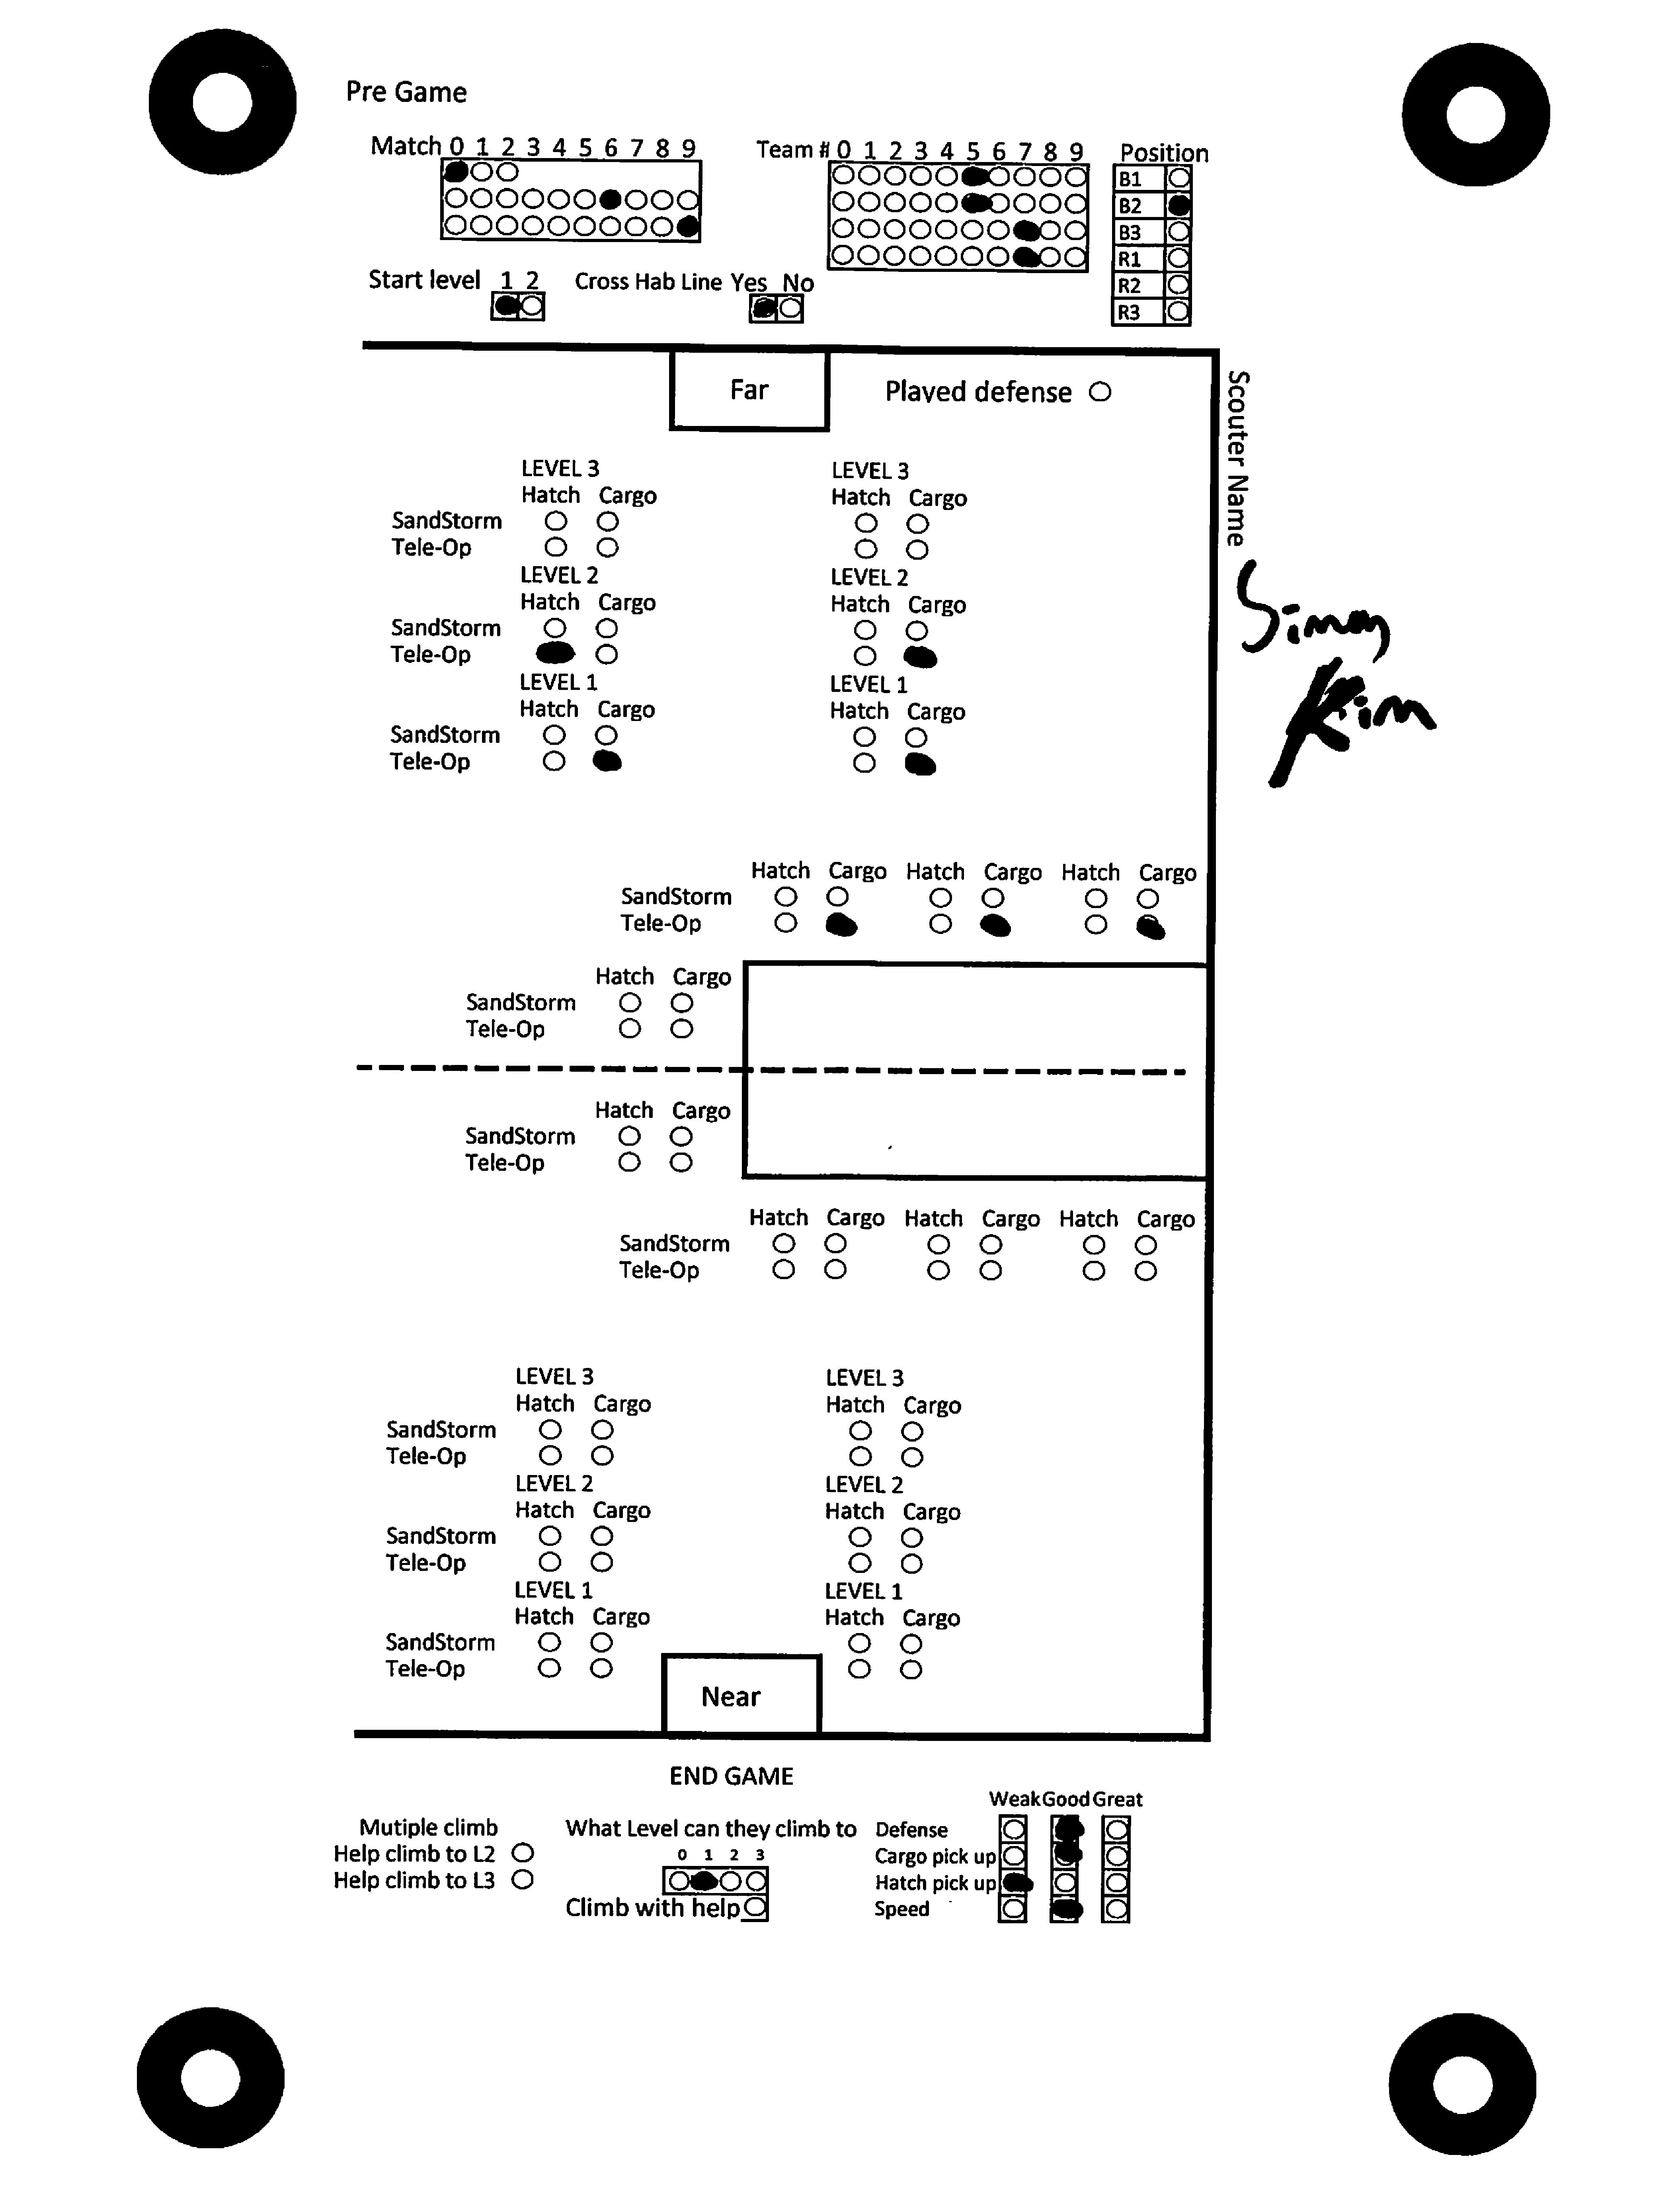 Pre Game
Match 0 1 2 3 4 5 6 7 8 9
Team # 0 1 2 3 4 5 6 7 8 9
Position
B1
B2
B3
R1
R2
R3
Start level 1 2
Cross Hab Line Yes No
Far
Played defense
Scouter Name
Simon
Kim
LEVEL 3 LEVEL 3
Hatch Cargo Hatch Cargo
SandStorm
Tele-Op
LEVEL 2 LEVEL 2
Hatch Cargo Hatch Cargo
SandStorm
Tele-Op
LEVEL 1 LEVEL 1
Hatch Cargo Hatch Cargo
SandStorm
Tele-Op
Hatch Cargo Hatch Cargo Hatch Cargo
SandStorm
Tele-Op
Hatch Cargo
SandStorm
Tele-Op
Hatch Cargo
SandStorm
Tele-Op
Hatch Cargo Hatch Cargo Hatch Cargo
SandStorm
Tele-Op
LEVEL 3 LEVEL 3
Hatch Cargo Hatch Cargo
SandStorm
Tele-Op
LEVEL 2 LEVEL 2
Hatch Cargo Hatch Cargo
SandStorm
Tele-Op
LEVEL 1 LEVEL 1
Hatch Cargo Hatch Cargo
SandStorm
Tele-Op
Near
END GAME
Mutiple climb
Help climb to L2
Help climb to L3
What Level can they climb to
0 1 2 3
Climb with help
Weak Good Great
Defense
Cargo pick up
Hatch pick up
Speed